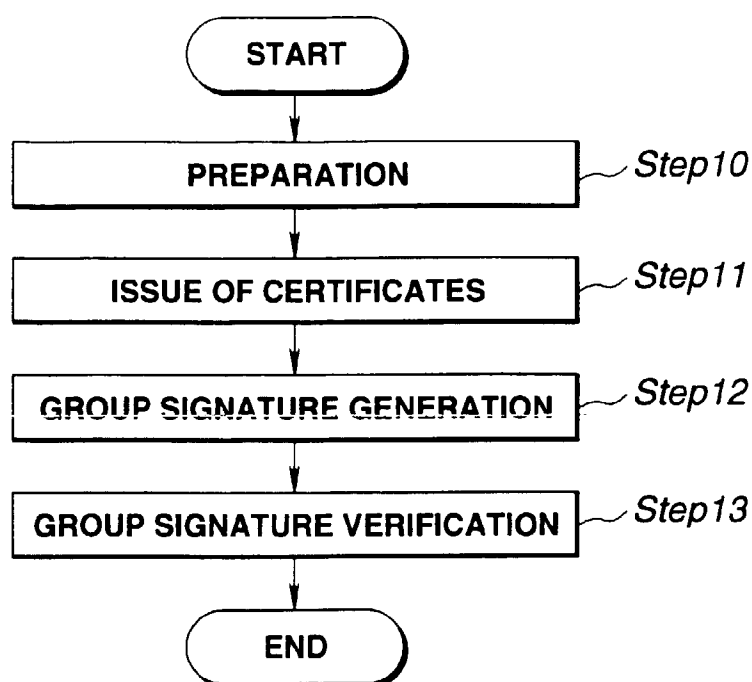 START
PREPARATION
Step10
ISSUE OF CERTIFICATES
Step11
GROUP SIGNATURE GENERATION
Step12
GROUP SIGNATURE VERIFICATION
Step13
END